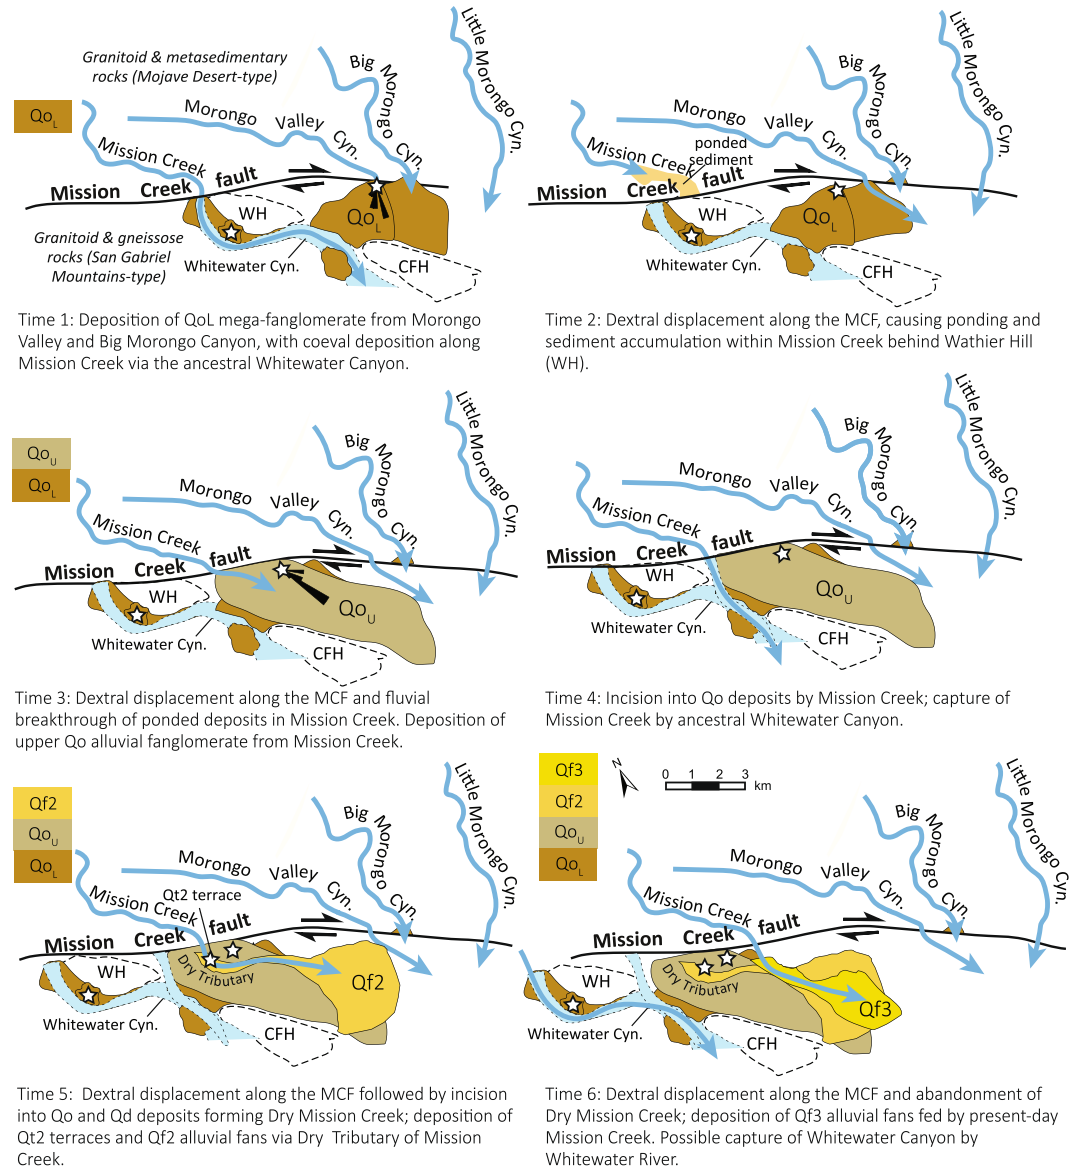 Granitoid & metasedimentary
rocks (Mojave Desert-type)
Qo_L
Mission Creek
Morongo Valley Cyn.
Big Morongo Cyn.
Little Morongo Cyn.
Mission Creek fault
WH
Qo_L
Granitoid & gneissose
rocks (San Gabriel
Mountains-type)
Whitewater Cyn.
CFH
Time 1: Deposition of QoL mega-fanglomerate from Morongo
Valley and Big Morongo Canyon, with coeval deposition along
Mission Creek via the ancestral Whitewater Canyon.
Morongo Valley Cyn.
Big Morongo Cyn.
Little Morongo Cyn.
Mission Creek
ponded
sediment
Mission Creek fault
WH
Qo_L
Whitewater Cyn.
CFH
Time 2: Dextral displacement along the MCF, causing ponding and
sediment accumulation within Mission Creek behind Wathier Hill
(WH).
Qo_U
Qo_L
Mission Creek
Morongo Valley Cyn.
Big Morongo Cyn.
Little Morongo Cyn.
Mission Creek fault
WH
Qo_U
Whitewater Cyn.
CFH
Time 3: Dextral displacement along the MCF and fluvial
breakthrough of ponded deposits in Mission Creek. Deposition of
upper Qo alluvial fanglomerate from Mission Creek.
Mission Creek
Morongo Valley Cyn.
Big Morongo Cyn.
Little Morongo Cyn.
Mission Creek fault
WH
Qo_U
Whitewater Cyn.
CFH
Time 4: Incision into Qo deposits by Mission Creek; capture of
Mission Creek by ancestral Whitewater Canyon.
Qf2
Qo_U
Qo_L
Mission Creek
Morongo Valley Cyn.
Big Morongo Cyn.
Little Morongo Cyn.
Qt2 terrace
Mission Creek fault
WH
Dry Tributary
Qf2
Whitewater Cyn.
CFH
Time 5: Dextral displacement along the MCF followed by incision
into Qo and Qd deposits forming Dry Mission Creek; deposition of
Qt2 terraces and Qf2 alluvial fans via Dry Tributary of Mission
Creek.
Qf3
Qf2
Qo_U
Qo_L
N
0 1 2 3
km
Mission Creek
Morongo Valley Cyn.
Big Morongo Cyn.
Little Morongo Cyn.
Mission Creek fault
WH
Dry Tributary
Qf3
Whitewater Cyn.
CFH
Time 6: Dextral displacement along the MCF and abandonment of
Dry Mission Creek; deposition of Qf3 alluvial fans fed by present-day
Mission Creek. Possible capture of Whitewater Canyon by
Whitewater River.